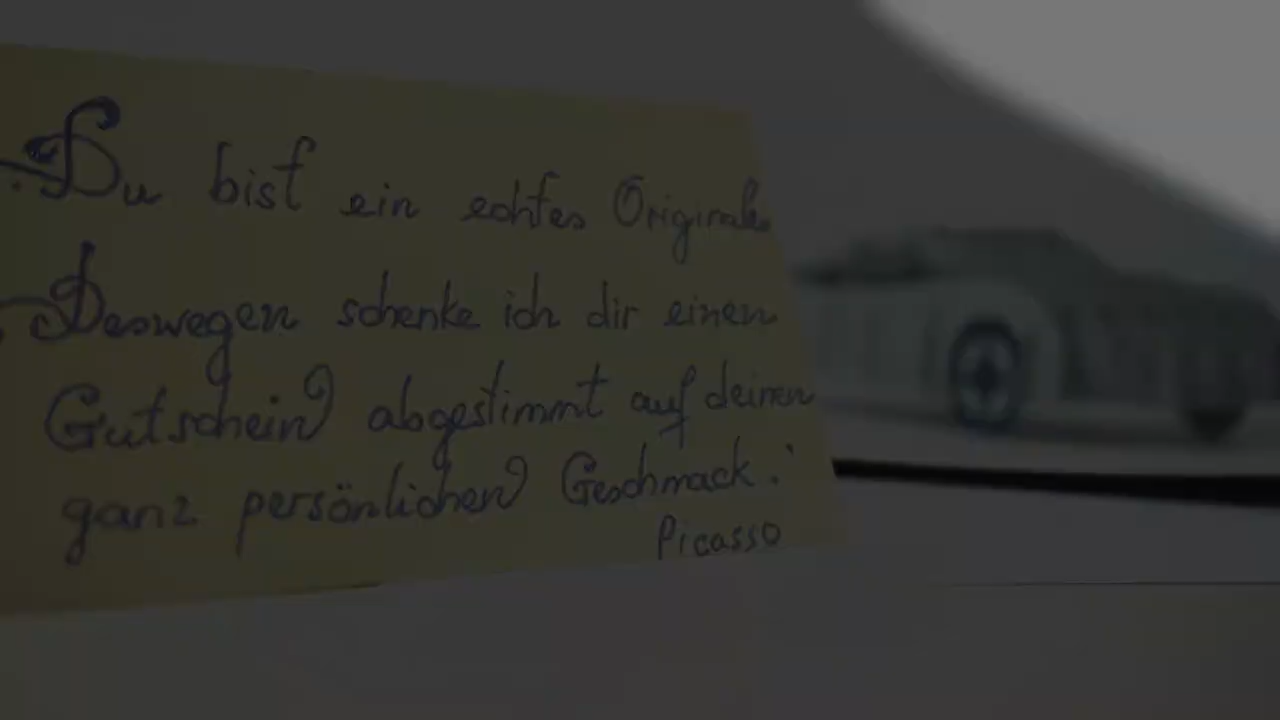 Du bist ein echtes Original.
Deswegen schenke ich dir einen
Gutschein abgestimmt auf deinen
ganz persönlichen Geschmack.
Picasso